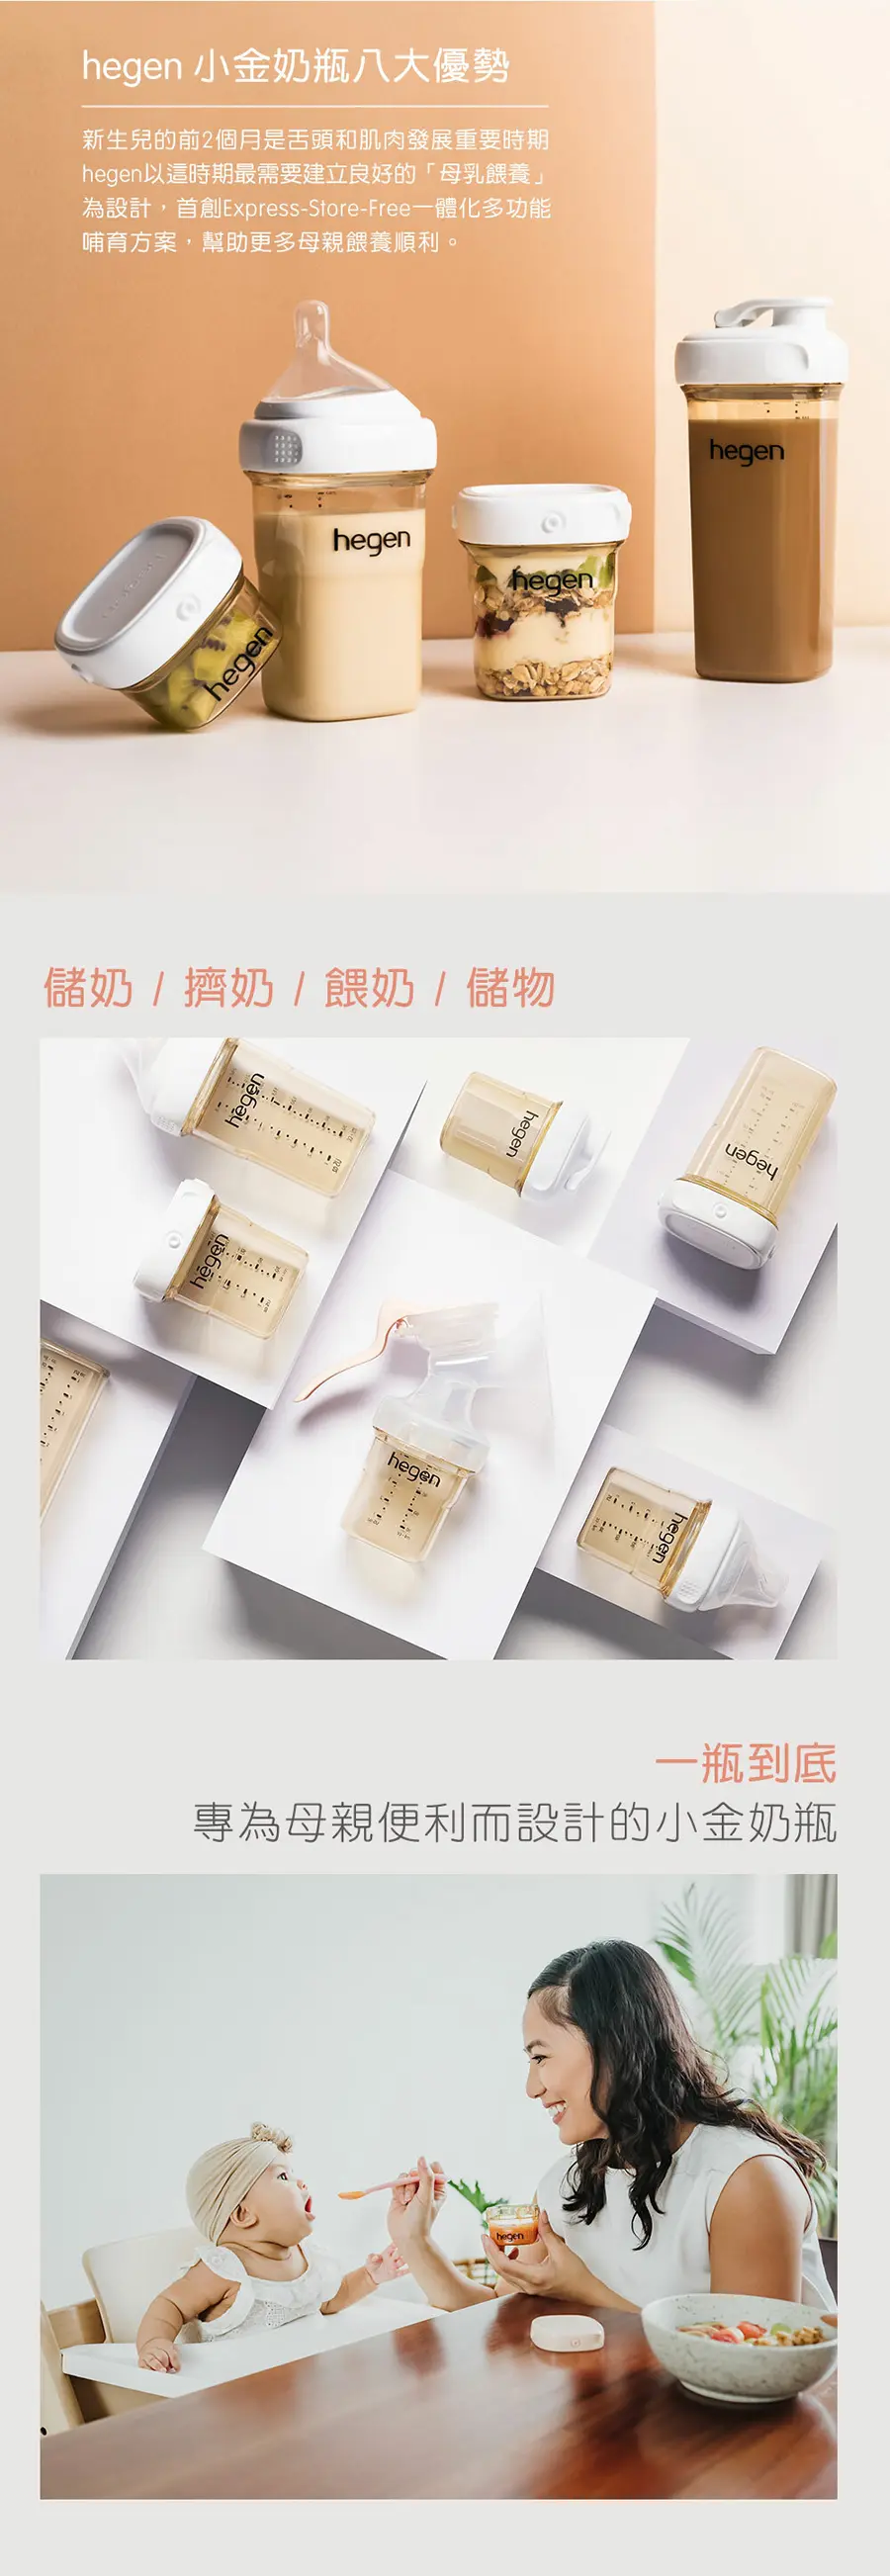 hegen 小金奶瓶八大優勢
新生兒的前2個月是舌頭和肌肉發展重要時期
hegen以這時期最需要建立良好的「母乳餵養」
為設計，首創Express-Store-Free一體化多功能
哺育方案，幫助更多母親餵養順利。
hegen
hegen
hegen
hegen
儲奶 / 擠奶 / 餵奶 / 儲物
hegen
hegen
hegen
hegen
hegen
hegen
一瓶到底
專為母親便利而設計的小金奶瓶
hegen